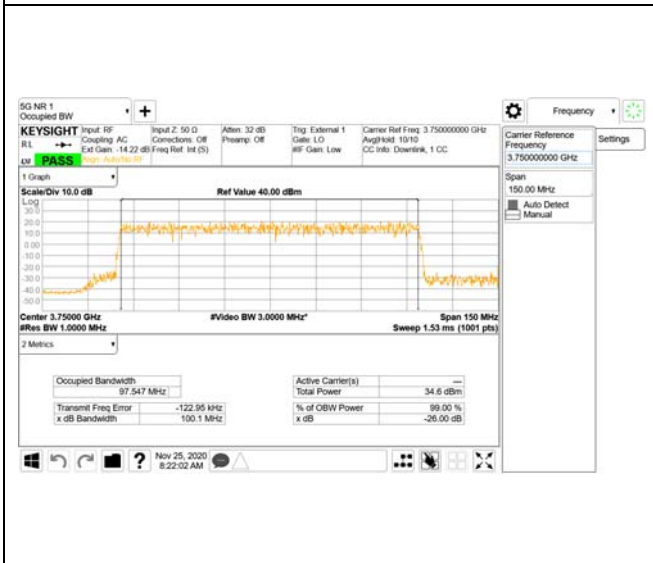 5G NR 1
Occupied BW
+
Frequency
KEYSIGHT
R L
PASS
Input: RF
Coupling: AC
Ext Gain: -14.22 dB
Align: Auto/No RF
Input Z: 50 Ω
Corrections: Off
Freq Ref: Int (S)
Atten: 32 dB
Preamp: Off
Trig: External 1
Gate: LO
#IF Gain: Low
Carrier Ref Freq: 3.750000000 GHz
Avg|Hold: 10/10
CC Info: Downlink, 1 CC
Carrier Reference
Frequency
3.750000000 GHz
Settings
Span
150.00 MHz
Auto Detect
Manual
1 Graph
Scale/Div 10.0 dB
Ref Value 40.00 dBm
Log
30.0
20.0
10.0
0.00
-10.0
-20.0
-30.0
-40.0
-50.0
Center 3.75000 GHz
#Video BW 3.0000 MHz*
Span 150 MHz
#Res BW 1.0000 MHz
Sweep 1.53 ms (1001 pts)
2 Metrics
Occupied Bandwidth
97.547 MHz
Active Carrier(s)
---
Total Power
34.6 dBm
Transmit Freq Error
-122.95 kHz
% of OBW Power
99.00 %
x dB Bandwidth
100.1 MHz
x dB
-26.00 dB
?
Nov 25, 2020
8:22:02 AM